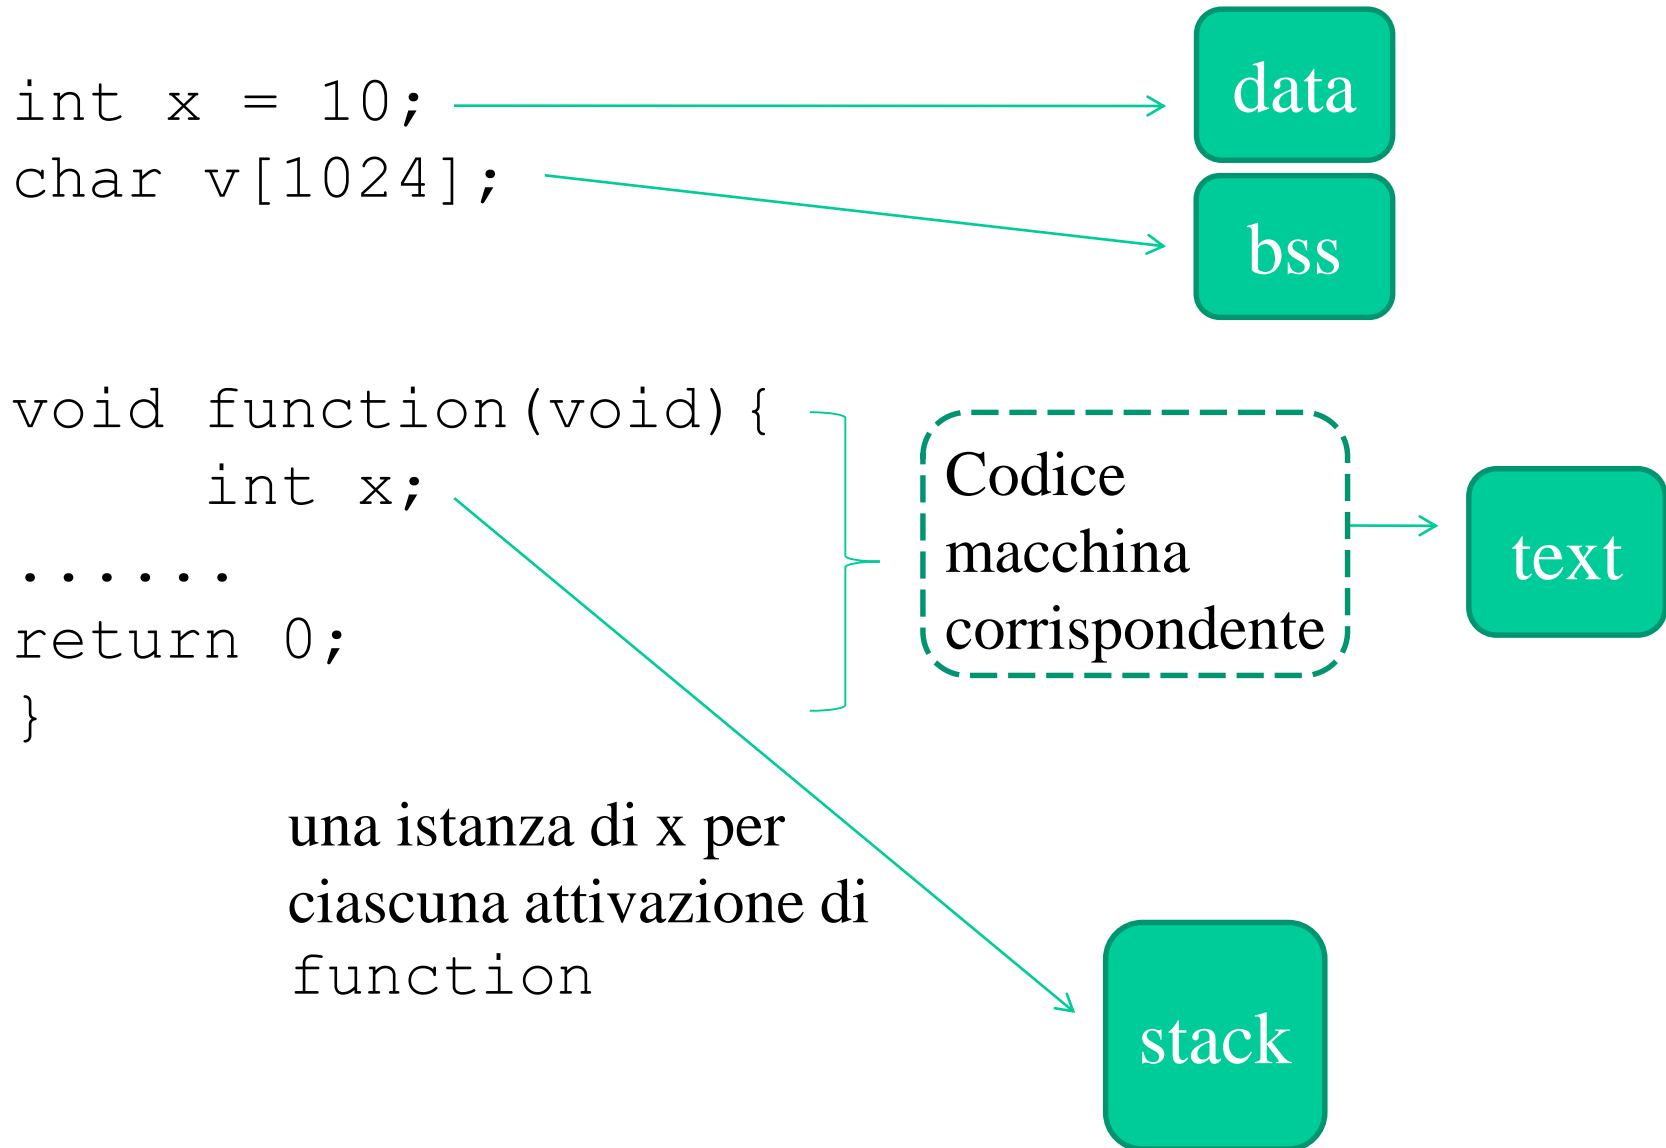 int x = 10;
data
char v[1024];
bss
void function(void){
int x;
......
return 0;
}
Codice
macchina
corrispondente
text
una istanza di x per
ciascuna attivazione di
function
stack